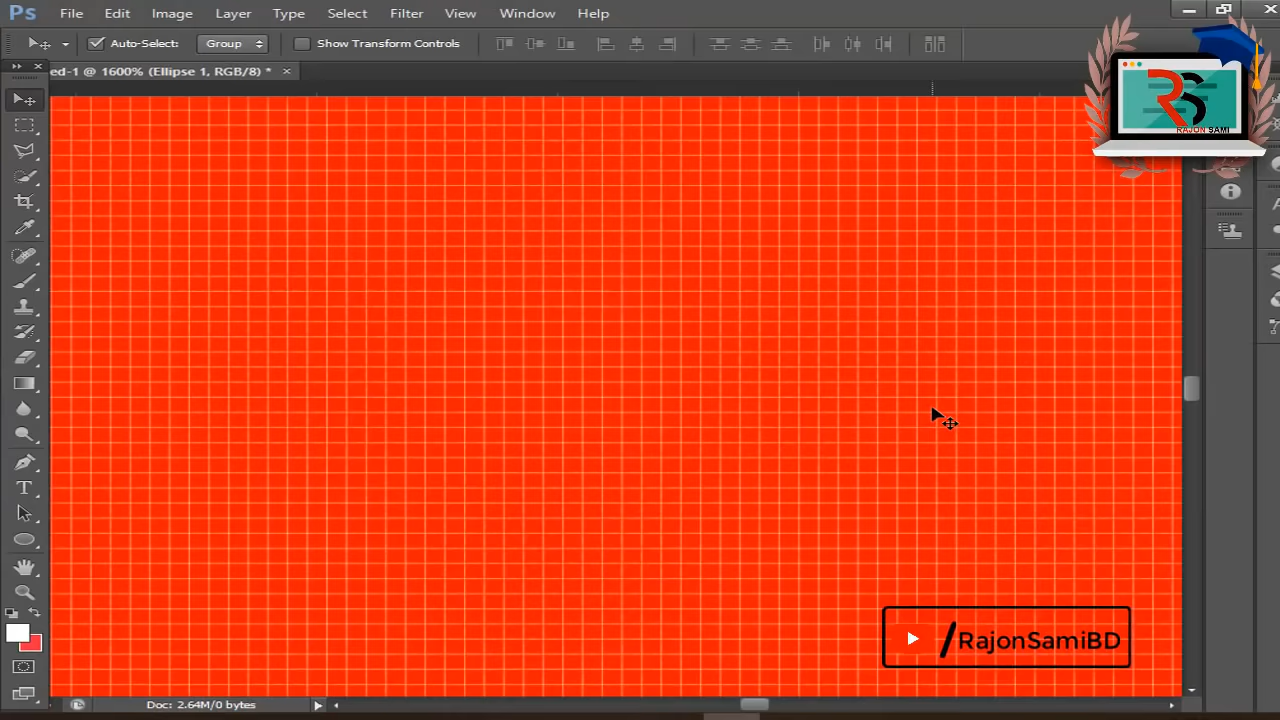 Ps File Edit Image Layer Type Select Filter View Window Help
Auto-Select: Group Show Transform Controls
ed-1 @ 1600% (Ellipse 1, RGB/8) * ×
RS
RAJON SAMI
T
/RajonSamiBD
Doc: 2.64M/0 bytes